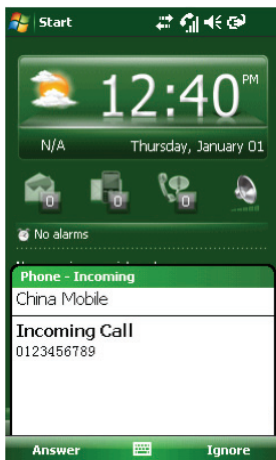 Start
12:40 PM
N/A Thursday, January 01
0 0 0
No alarms
Phone - Incoming
China Mobile
Incoming Call
0123456789
Answer Ignore